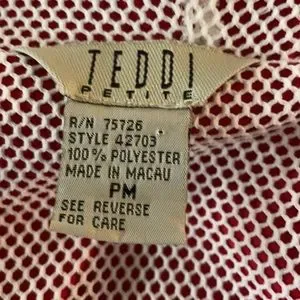 TEDDI
PETITE
R/N 75726
STYLE 42703
100% POLYESTER
MADE IN MACAU
PM
SEE REVERSE
FOR CARE